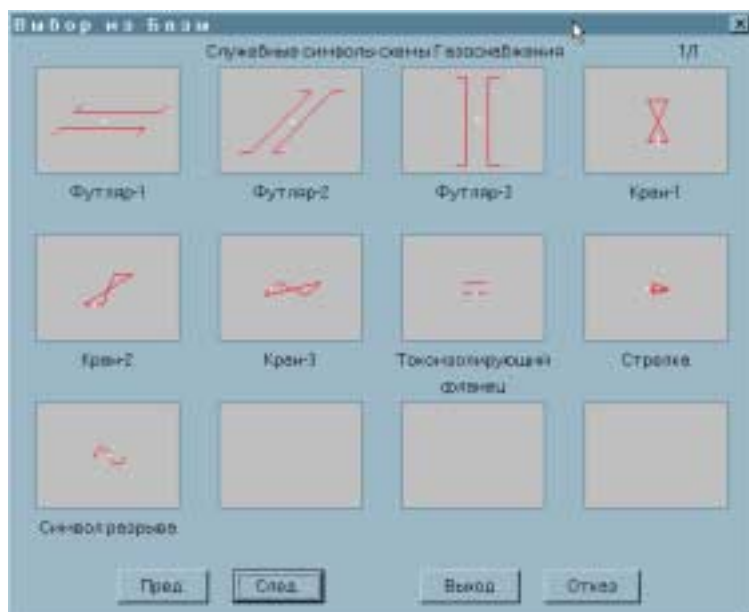 Выбор из Базы
Служебные символы схемы Газоснабжения 1/1
Футляр-1 Футляр-2 Футляр-3 Кран-1
Кран-2 Кран-3 Токоизолирующий фланец Стрелка
Символ разрыва
Пред. След. Выход Отказ